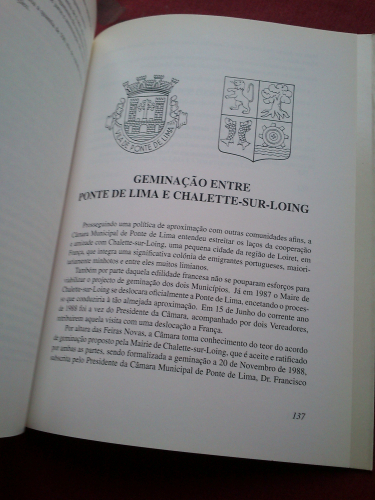 VILA DE PONTE DE LIMA
GEMINAÇÃO ENTRE
PONTE DE LIMA E CHALETTE-SUR-LOING
Prosseguindo uma política de aproximação com outras comunidades afins, a
Câmara Municipal de Ponte de Lima entendeu estreitar os laços da cooperação
e amizade com Chalette-sur-Loing, uma pequena cidade da região de Loiret, em
França, que integra uma significativa colónia de emigrantes portugueses, maiori-
tariamente minhotos e entre eles muitos limianos.
Também por parte daquela edilidade francesa não se pouparam esforços para
viabilizar o projecto de geminação dos dois Municípios. Já em 1987 o Maire de
Chalette-sur-Loing se deslocara oficialmente a Ponte de Lima, encetando o proces-
so que conduziria à tão almejada aproximação. Em 15 de Junho do corrente ano
de 1988 foi a vez do Presidente da Câmara, acompanhado por dois Vereadores,
retribuírem aquela visita com uma deslocação a França.
Por altura das Feiras Novas, a Câmara toma conhecimento do teor do acordo
de geminação proposto pela Mairie de Chalette-sur-Loing, que é aceite e ratificado
por ambas as partes, sendo formalizada a geminação a 20 de Novembro de 1988,
subscrita pelo Presidente da Câmara Municipal de Ponte de Lima, Dr. Francisco
137